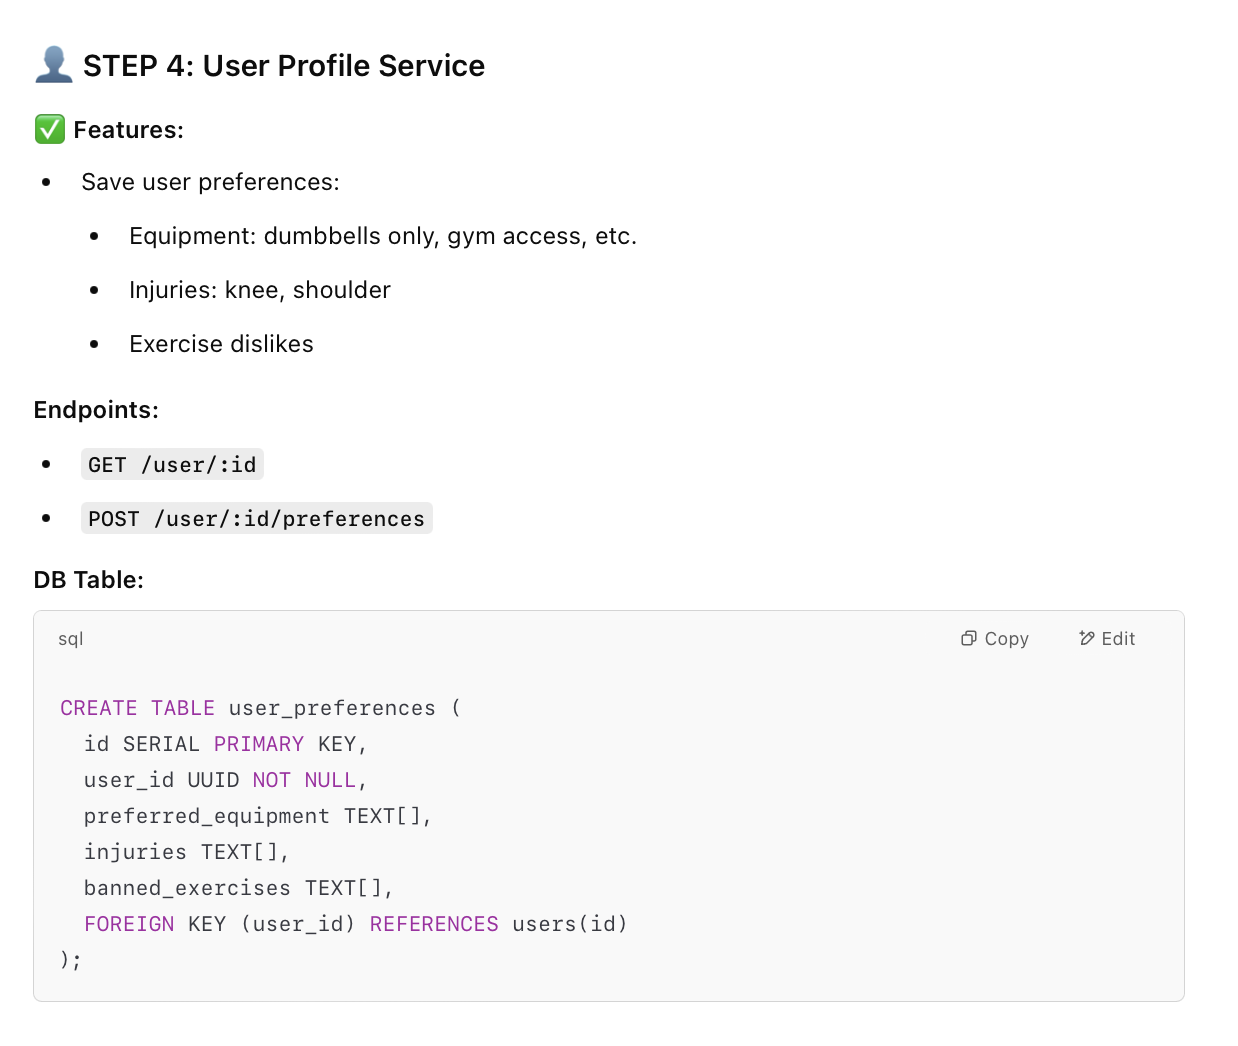 👤 STEP 4: User Profile Service
✅ Features:
• Save user preferences:
• Equipment: dumbbells only, gym access, etc.
• Injuries: knee, shoulder
• Exercise dislikes
Endpoints:
• GET /user/:id
• POST /user/:id/preferences
DB Table:
sql Copy Edit
CREATE TABLE user_preferences (
  id SERIAL PRIMARY KEY,
  user_id UUID NOT NULL,
  preferred_equipment TEXT[],
  injuries TEXT[],
  banned_exercises TEXT[],
  FOREIGN KEY (user_id) REFERENCES users(id)
);